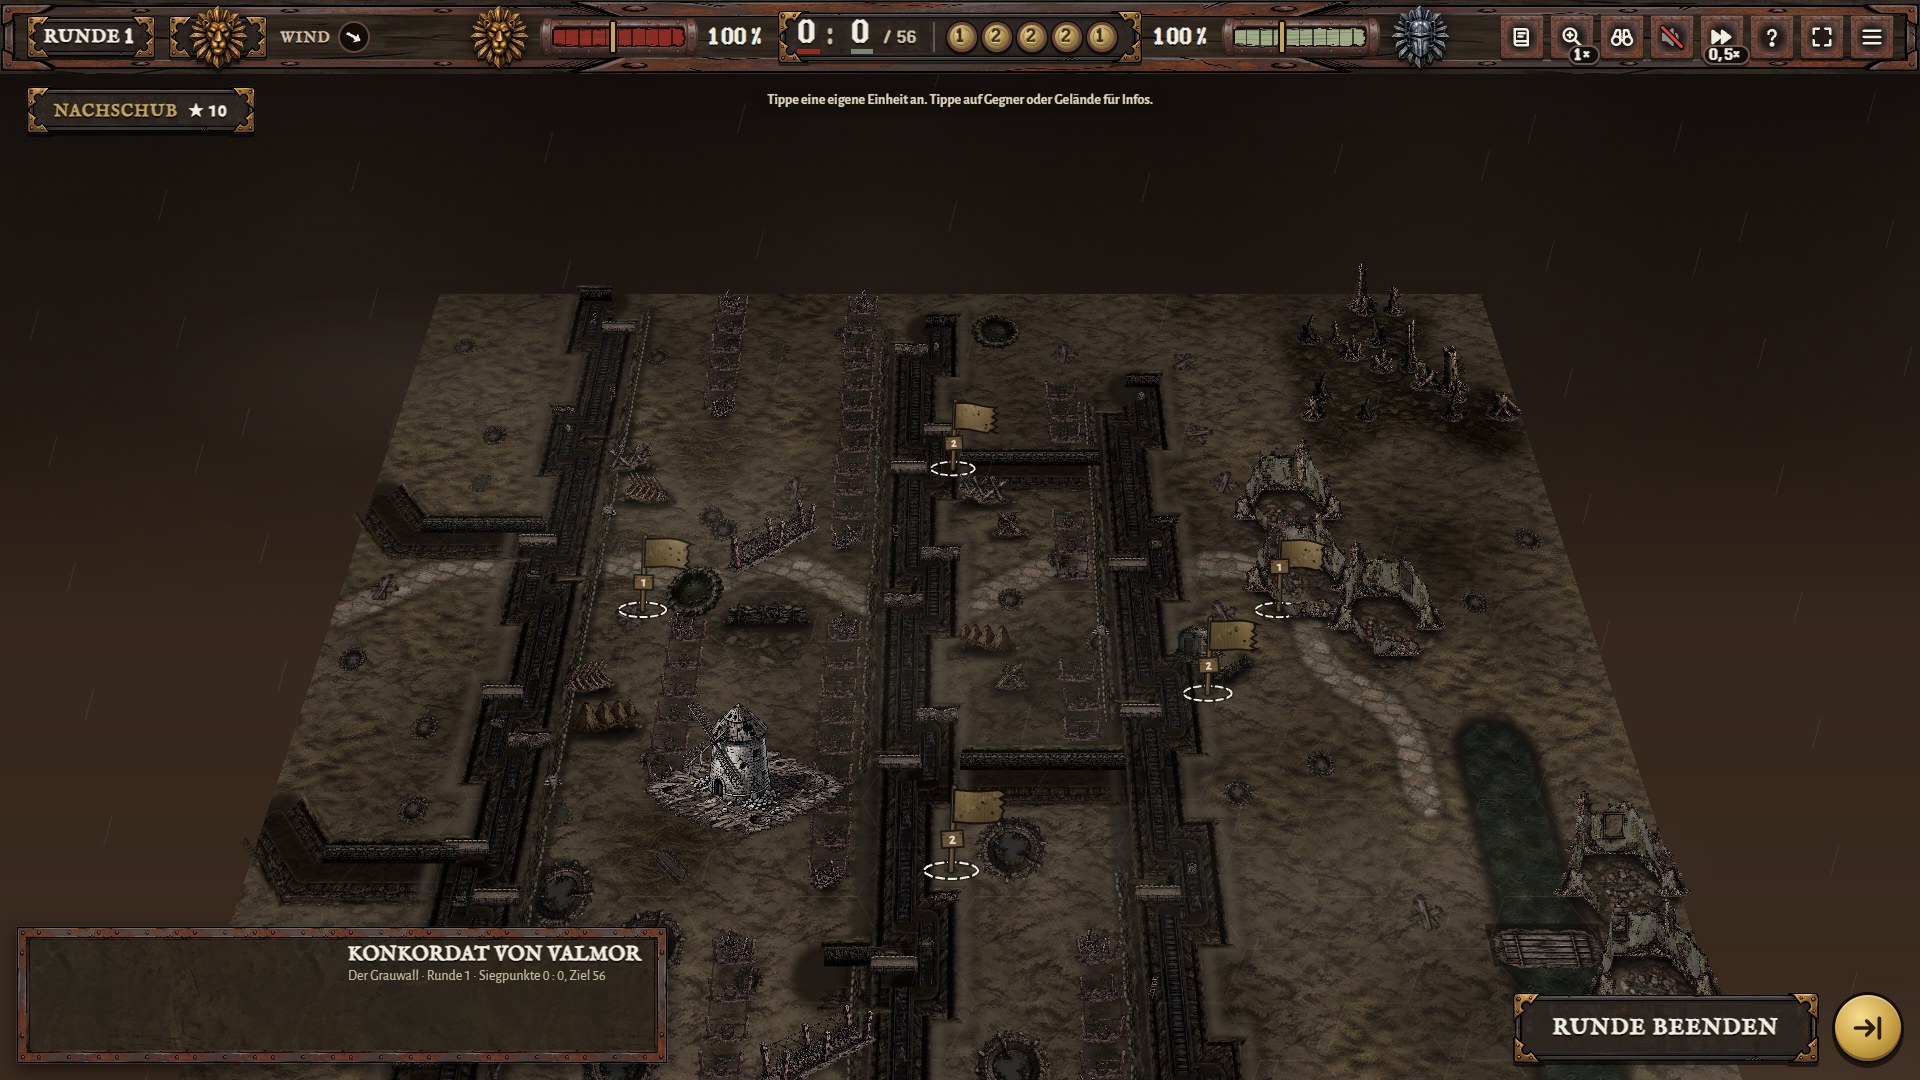 RUNDE 1
WIND
100 %
0 : 0 / 56
1 2 2 2 1
100 %
1×
0,5×
?
NACHSCHUB ★ 10
Tippe eine eigene Einheit an. Tippe auf Gegner oder Gelände für Infos.
2
1
1
2
2
KONKORDAT VON VALMOR
Der Grauwall · Runde 1 · Siegpunkte 0 : 0, Ziel 56
RUNDE BEENDEN